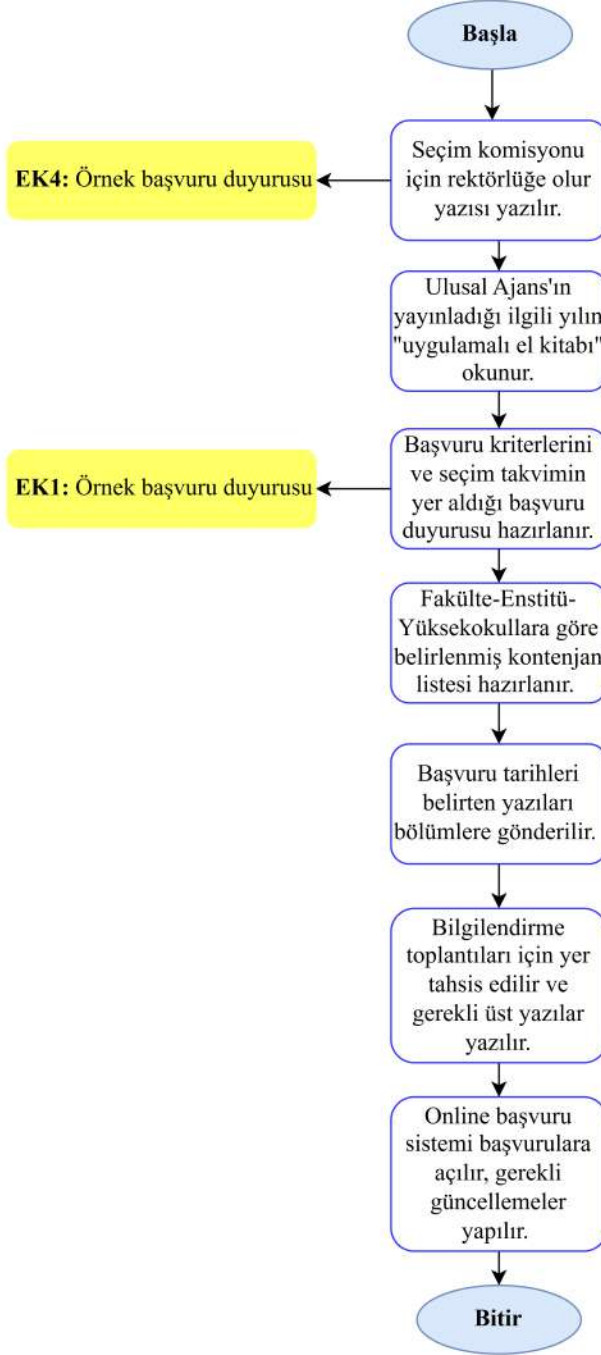 Başla
Seçim komisyonu
için rektörlüğe olur
yazısı yazılır.
EK4: Örnek başvuru duyurusu
Ulusal Ajans'ın
yayınladığı ilgili yılın
"uygulamalı el kitabı"
okunur.
Başvuru kriterlerini
ve seçim takvimin
yer aldığı başvuru
duyurusu hazırlanır.
EK1: Örnek başvuru duyurusu
Fakülte-Enstitü-
Yüksekokullara göre
belirlenmiş kontenjan
listesi hazırlanır.
Başvuru tarihleri
belirten yazıları
bölümlere gönderilir.
Bilgilendirme
toplantıları için yer
tahsis edilir ve
gerekli üst yazılar
yazılır.
Online başvuru
sistemi başvurulara
açılır, gerekli
güncellemeler
yapılır.
Bitir